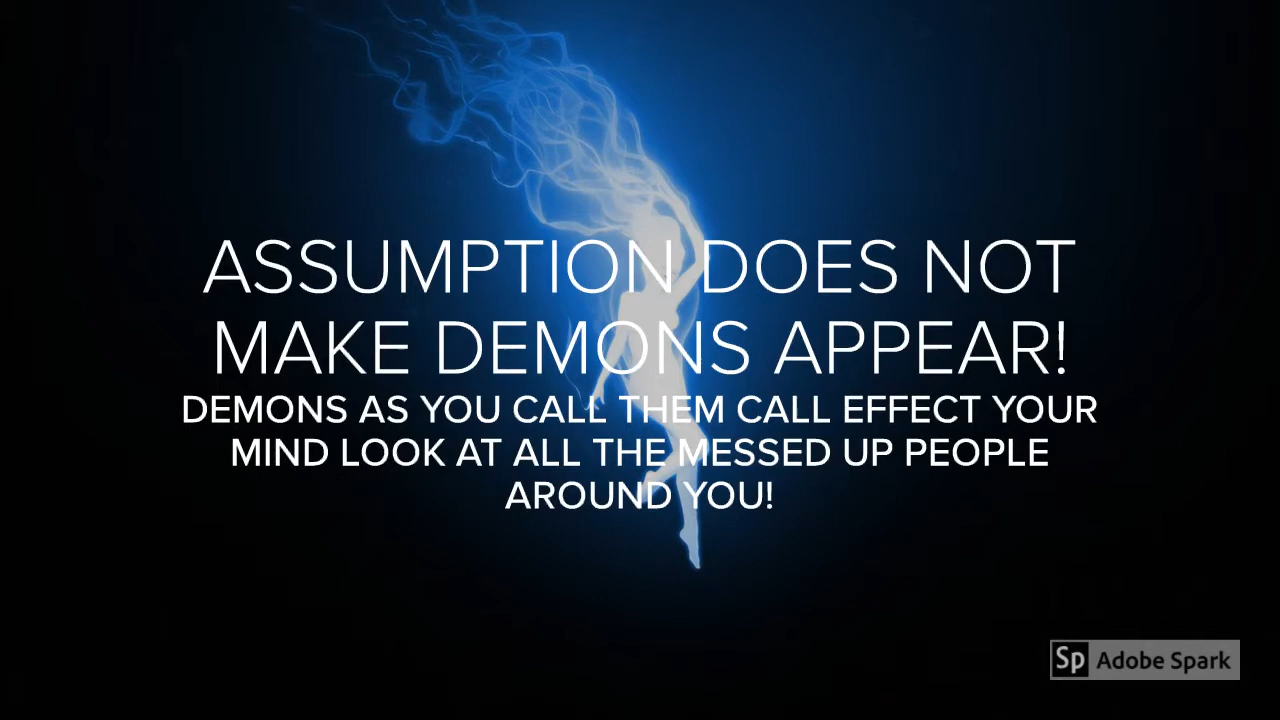 ASSUMPTION DOES NOT
MAKE DEMONS APPEAR!
DEMONS AS YOU CALL THEM CALL EFFECT YOUR
MIND LOOK AT ALL THE MESSED UP PEOPLE
AROUND YOU!
Sp Adobe Spark